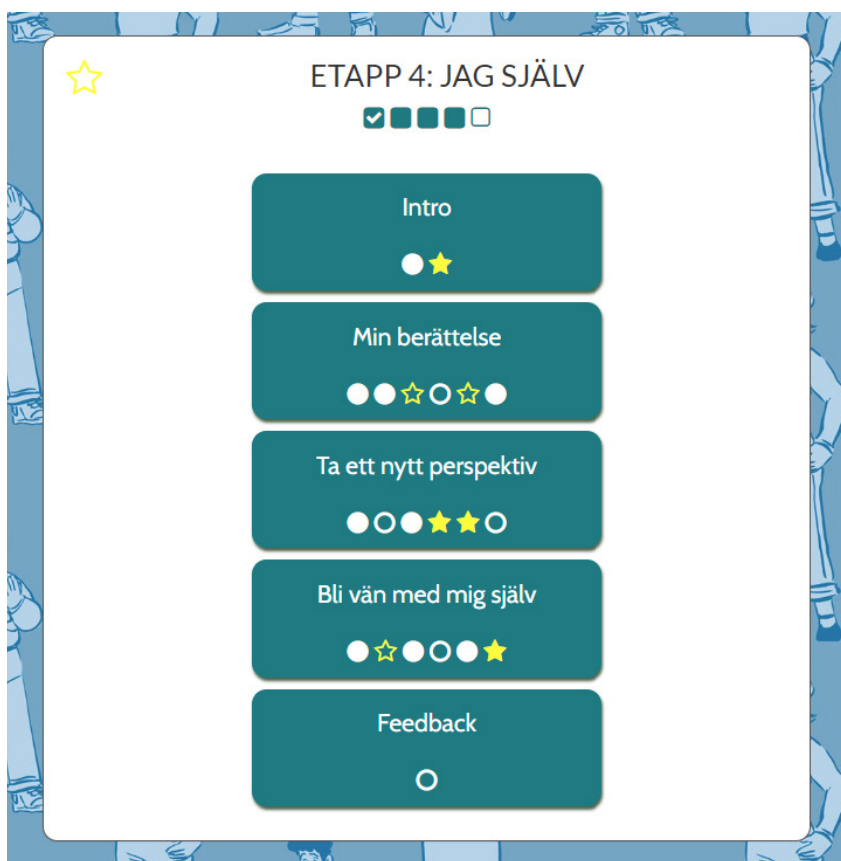 ETAPP 4: JAG SJÄLV
Intro
Min berättelse
Ta ett nytt perspektiv
Bli vän med mig själv
Feedback